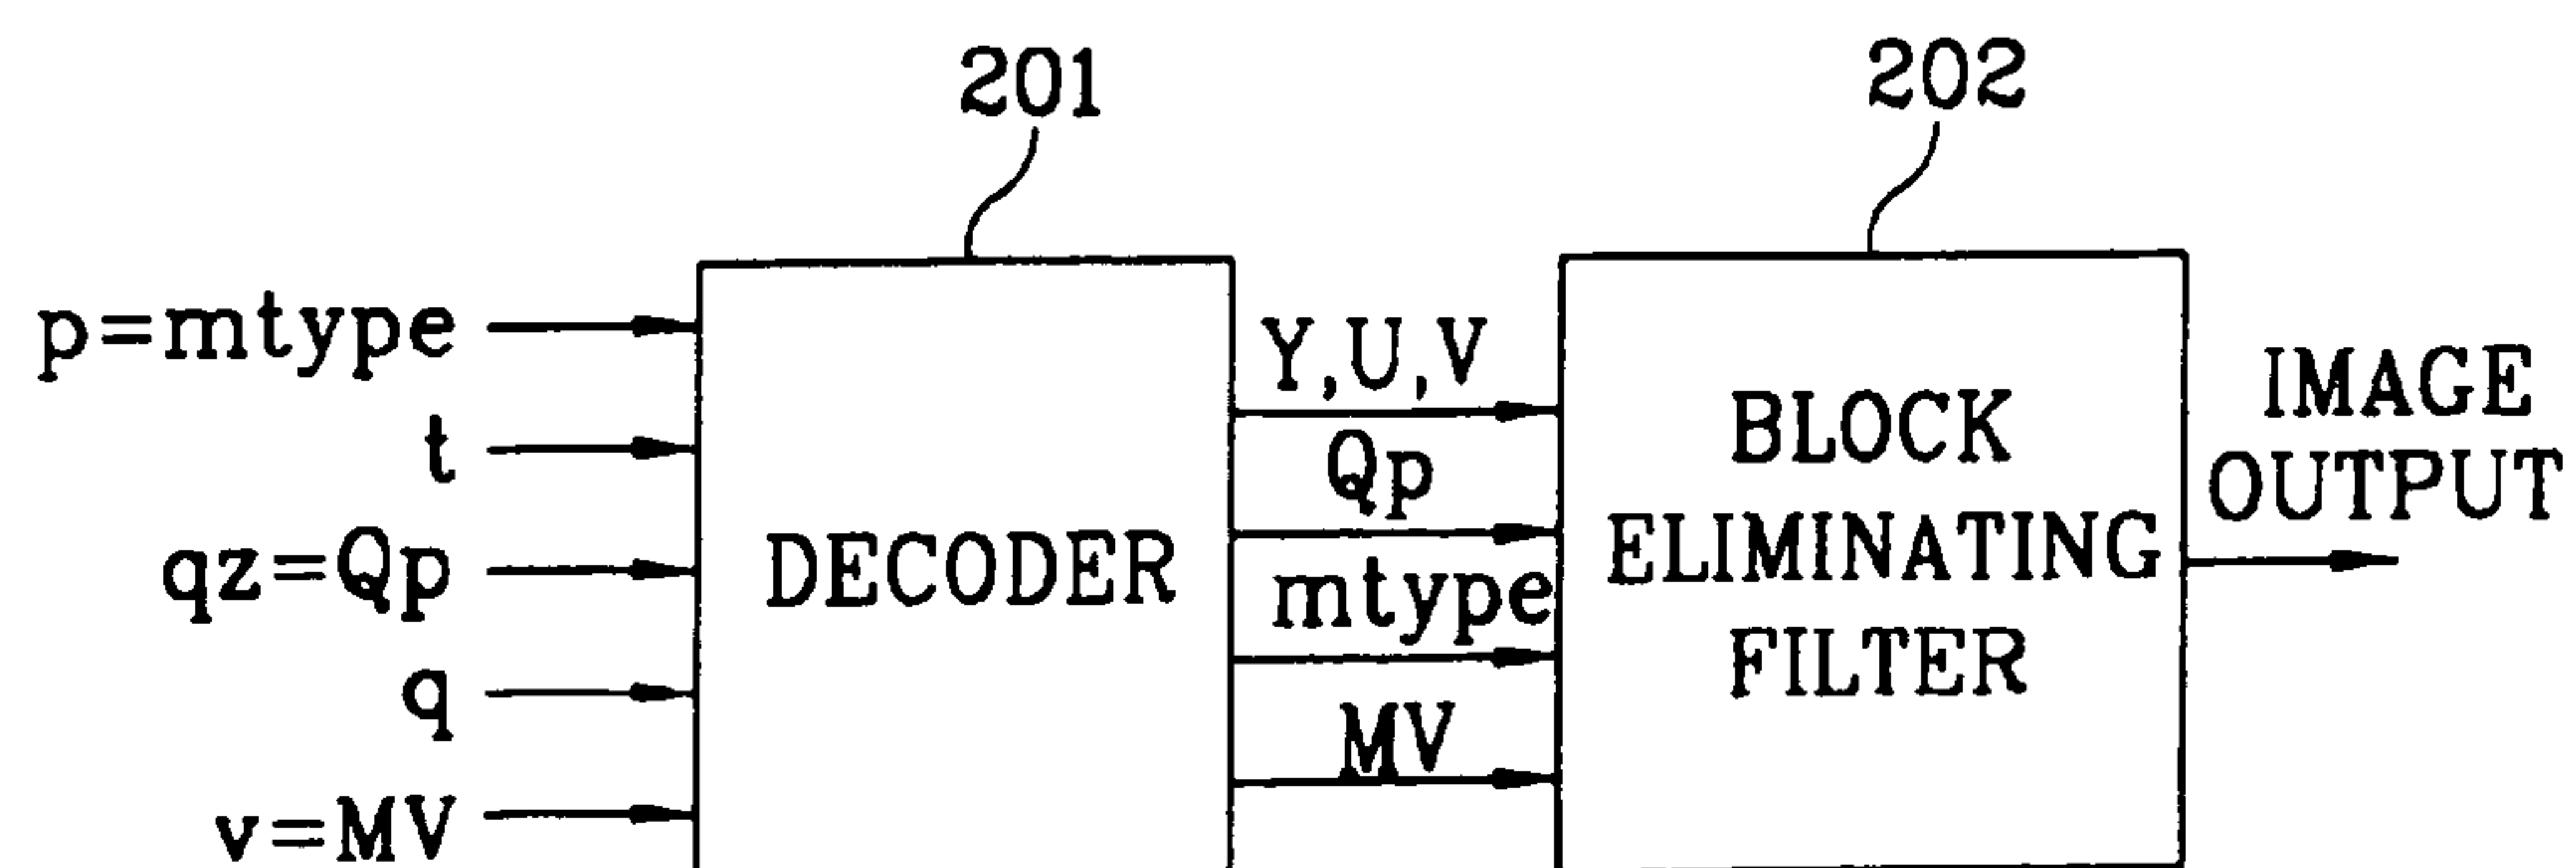 201
202
p=mtype
t
qz=Qp
q
v=MV
DECODER
Y,U,V
Qp
mtype
MV
BLOCK
ELIMINATING
FILTER
IMAGE
OUTPUT